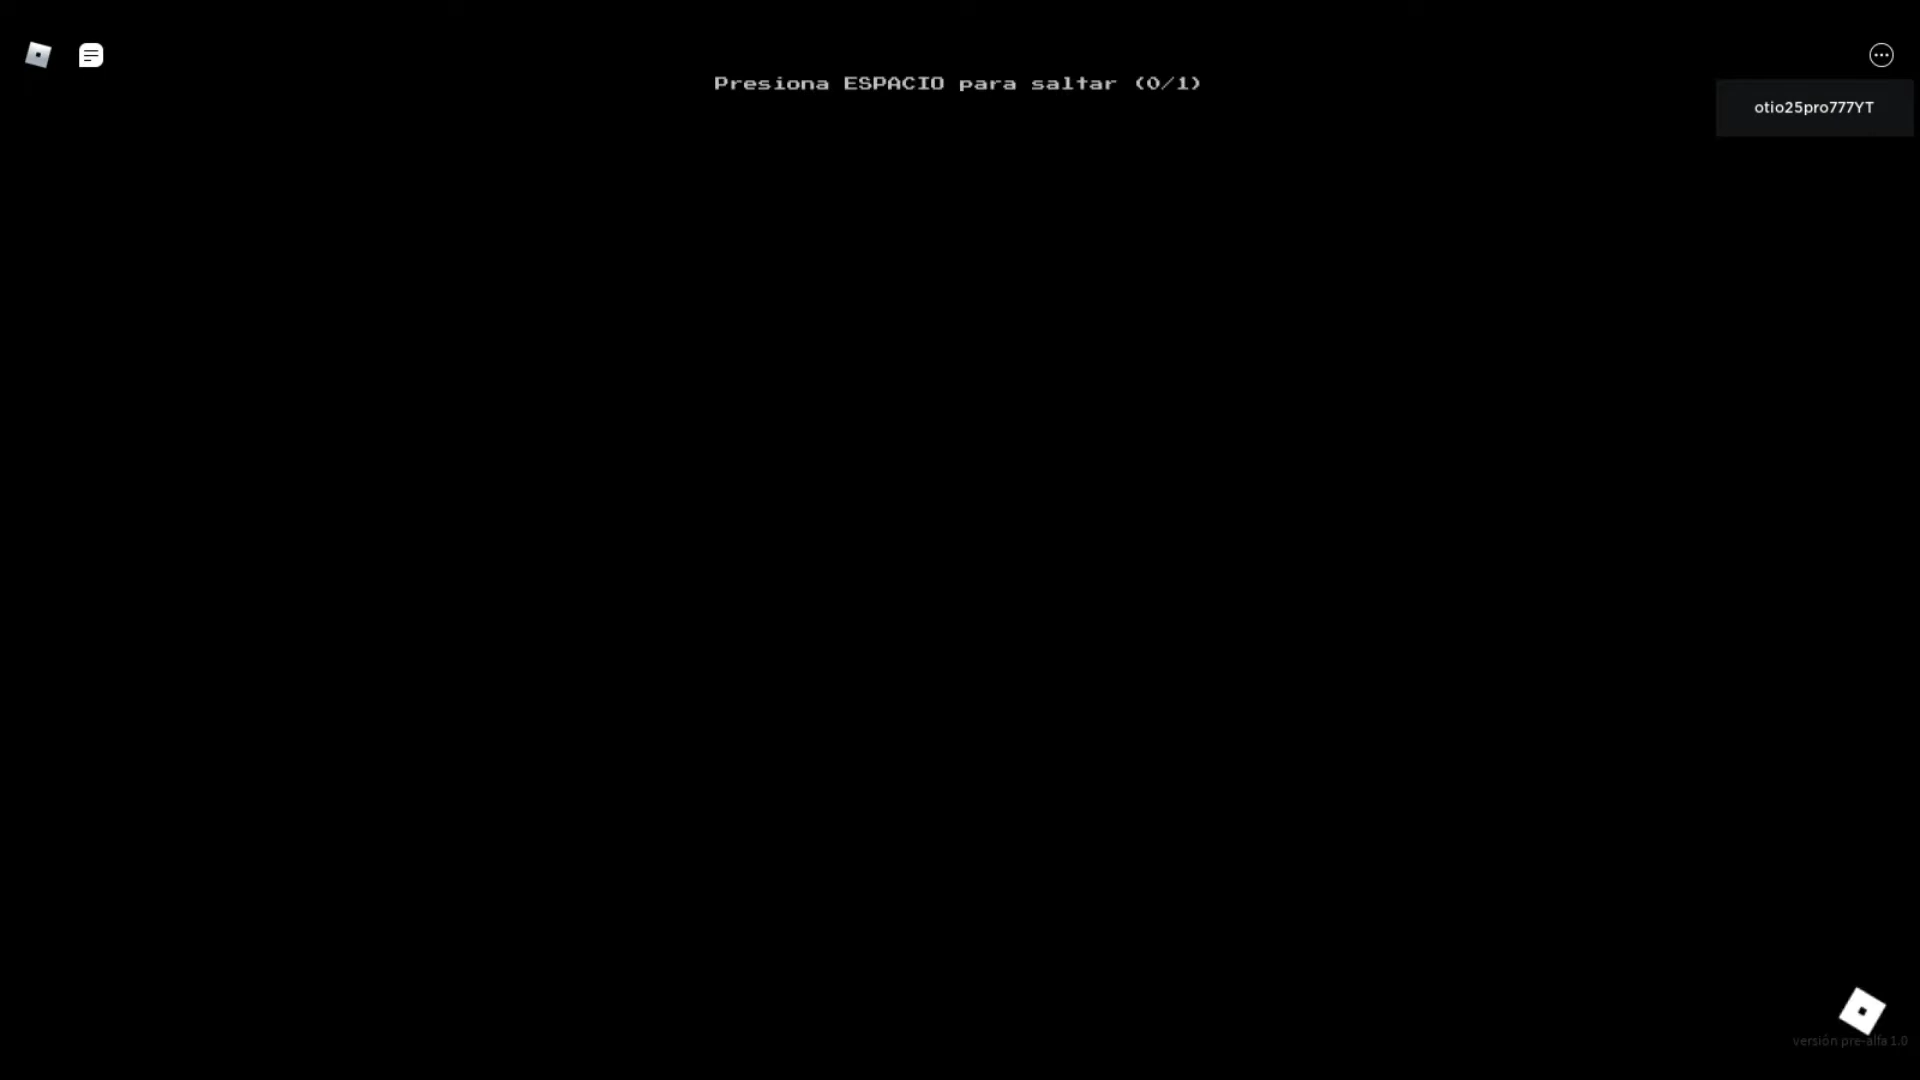 Presiona ESPACIO para saltar (0/1)
otio25pro777YT
versión pre-alfa 1.0